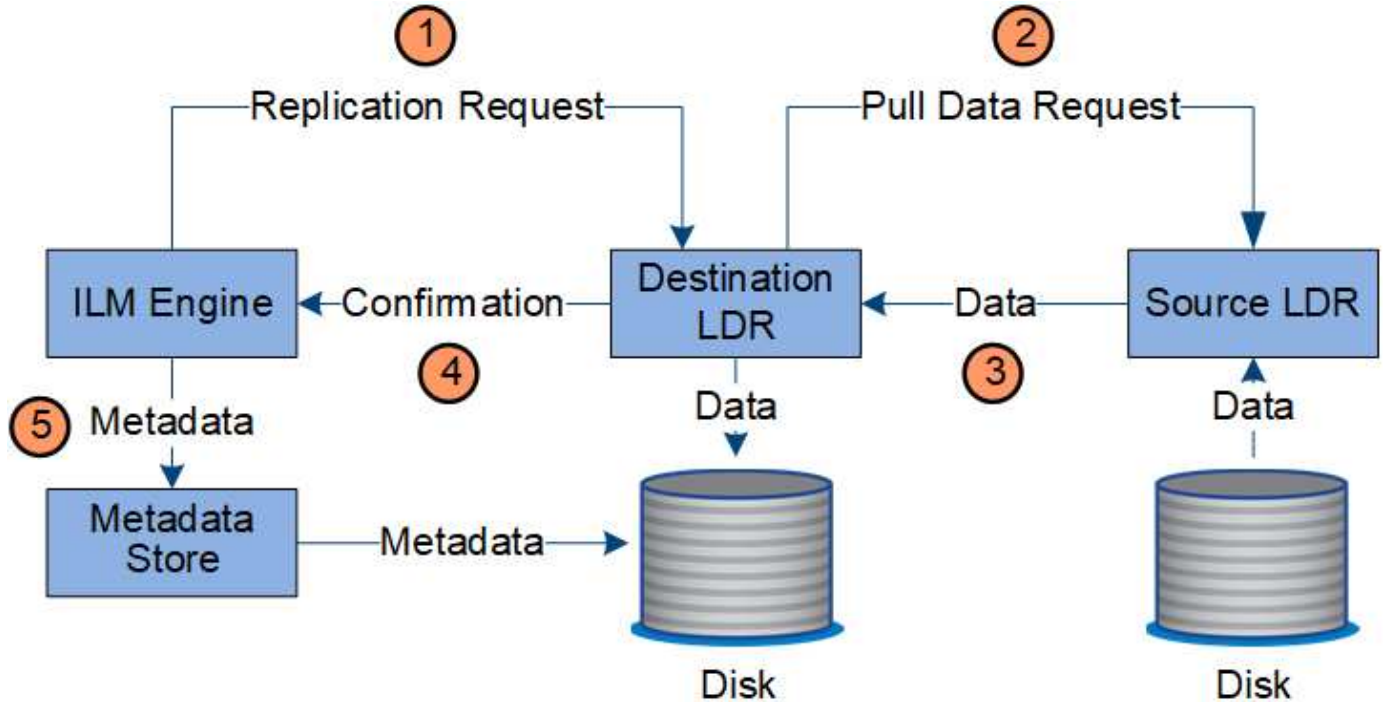 1
2
Replication Request
Pull Data Request
ILM Engine
Confirmation
Destination
LDR
Data
Source LDR
4
3
5
Metadata
Data
Data
Metadata
Store
Metadata
Disk
Disk